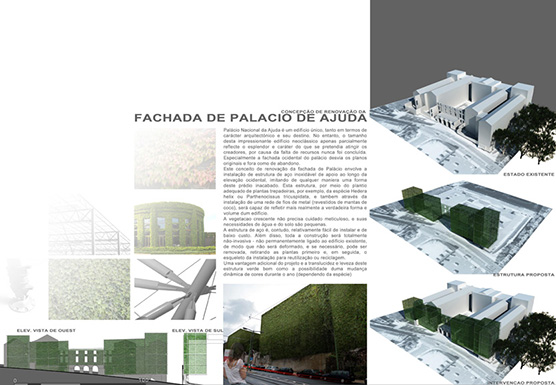 CONCEPÇÃO DE RENOVAÇÃO DA
FACHADA DE PALACIO DE AJUDA
Palácio Nacional da Ajuda é um edifício único, tanto em termos de
carácter arquitectónico e seu destino. No entanto, o tamanho
desta impressionante edifício neoclássico apenas parcialmente
reflecte o esplendor e caráter do que se pretendia atingir os
creadores, por causa da falta de recursos nunca foi concluída.
Especialmente a fachada ocidental do palácio desvia os planos
originais e fora como de abandono.
Este conceito de renovação da fachada de Palácio envolve a
instalação de estrutura de aço inoxidável de apoio ao longo da
elevação ocidental, imitando de qualquer maneira uma forma
deste prédio inacabado. Esta estrutura, por meio do plantio
adequado de plantas trepadeiras, por exemplo, da espécie Hedera
helix ou Parthenocissus tricuspidata, e também através da
instalação de uma rede de fios de metal (revestidos de mantas de
coco), será capaz de refletir mais realmente a verdadeira forma e
volume dum edifício.
A vegetacao crescente não precisa cuidado meticuloso, e suas
necessidades de água e do solo são pequenas.
A estrutura de aço é, contudo, relativamente fácil de instalar e de
baixo custo. Além disso, toda a construção será totalmente
não-invasiva - não permanentemente ligado ao edifício existente,
de modo que não será deformado, e se necessário, pode ser
removida, retirando as plantas primeiro e, em seguida, o
esqueleto da instalação para reutilização ou reciclagem.
Uma vantagem adicional do projeto é a translucidez e leveza deste
estrutura verde bem como a possibilidade duma mudança
dinâmica de cores durante o ano (dependendo da espécie)
ESTADO EXISTENTE
ESTRUTURA PROPOSTA
INTERVENCAO PROPOSTA
ELEV. VISTA DE OUEST
ELEV. VISTA DE SUL
0